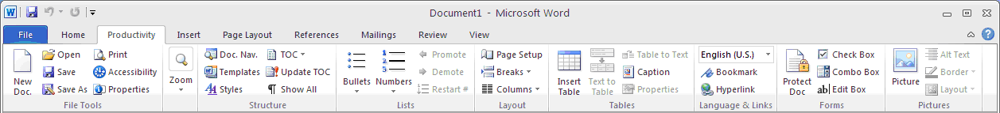 Document1 - Microsoft Word
File Home Productivity Insert Page Layout References Mailings Review View
New Doc. Open Save Save As Print Accessibility Properties
File Tools
Zoom
Doc. Nav. Templates Styles TOC Update TOC Show All
Structure
Bullets 1 2 3 Numbers Promote Demote Restart #
Lists
Page Setup Breaks Columns
Layout
Insert Table Text to Table Table to Text Caption Properties
Tables
English (U.S.) Bookmark Hyperlink
Language & Links
Protect Doc Check Box Combo Box ab Edit Box
Forms
Picture Alt Text Border Layout
Pictures